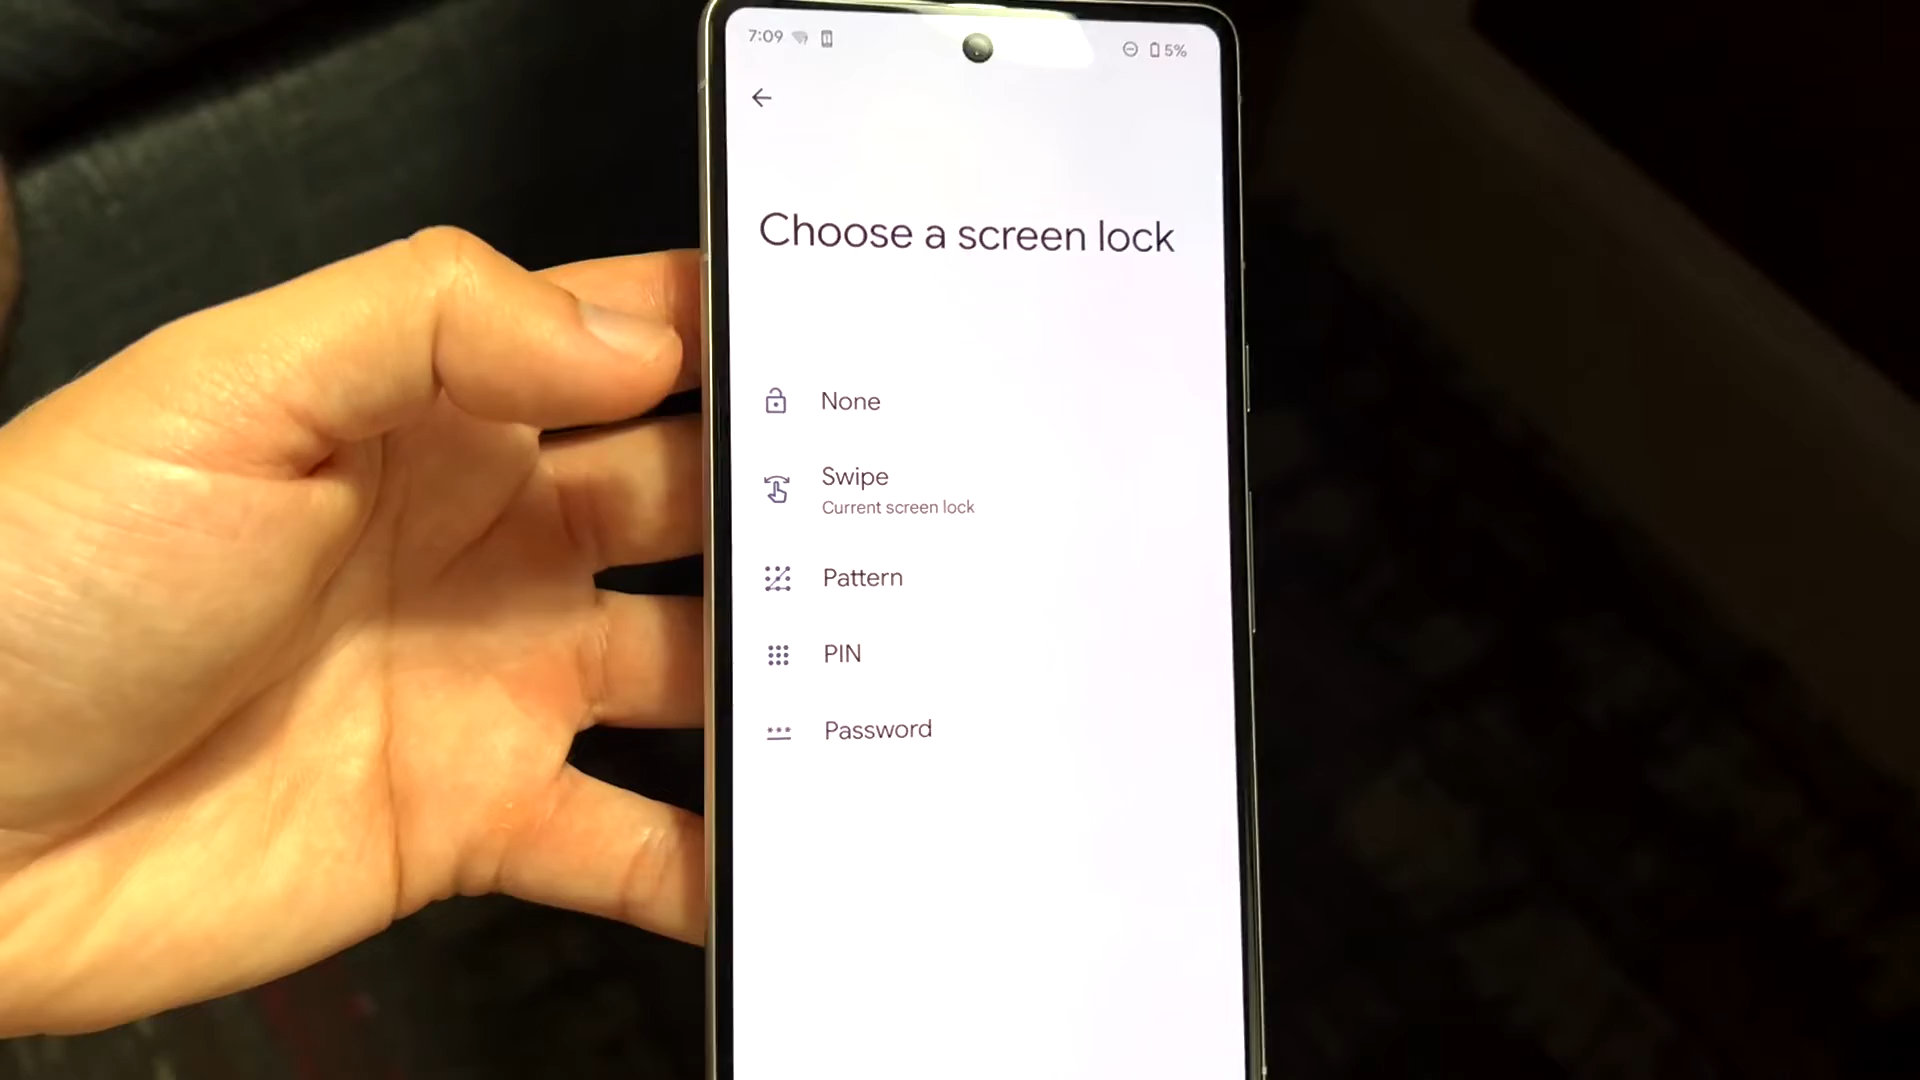 7:09
5%
Choose a screen lock
None
Swipe
Current screen lock
Pattern
PIN
Password